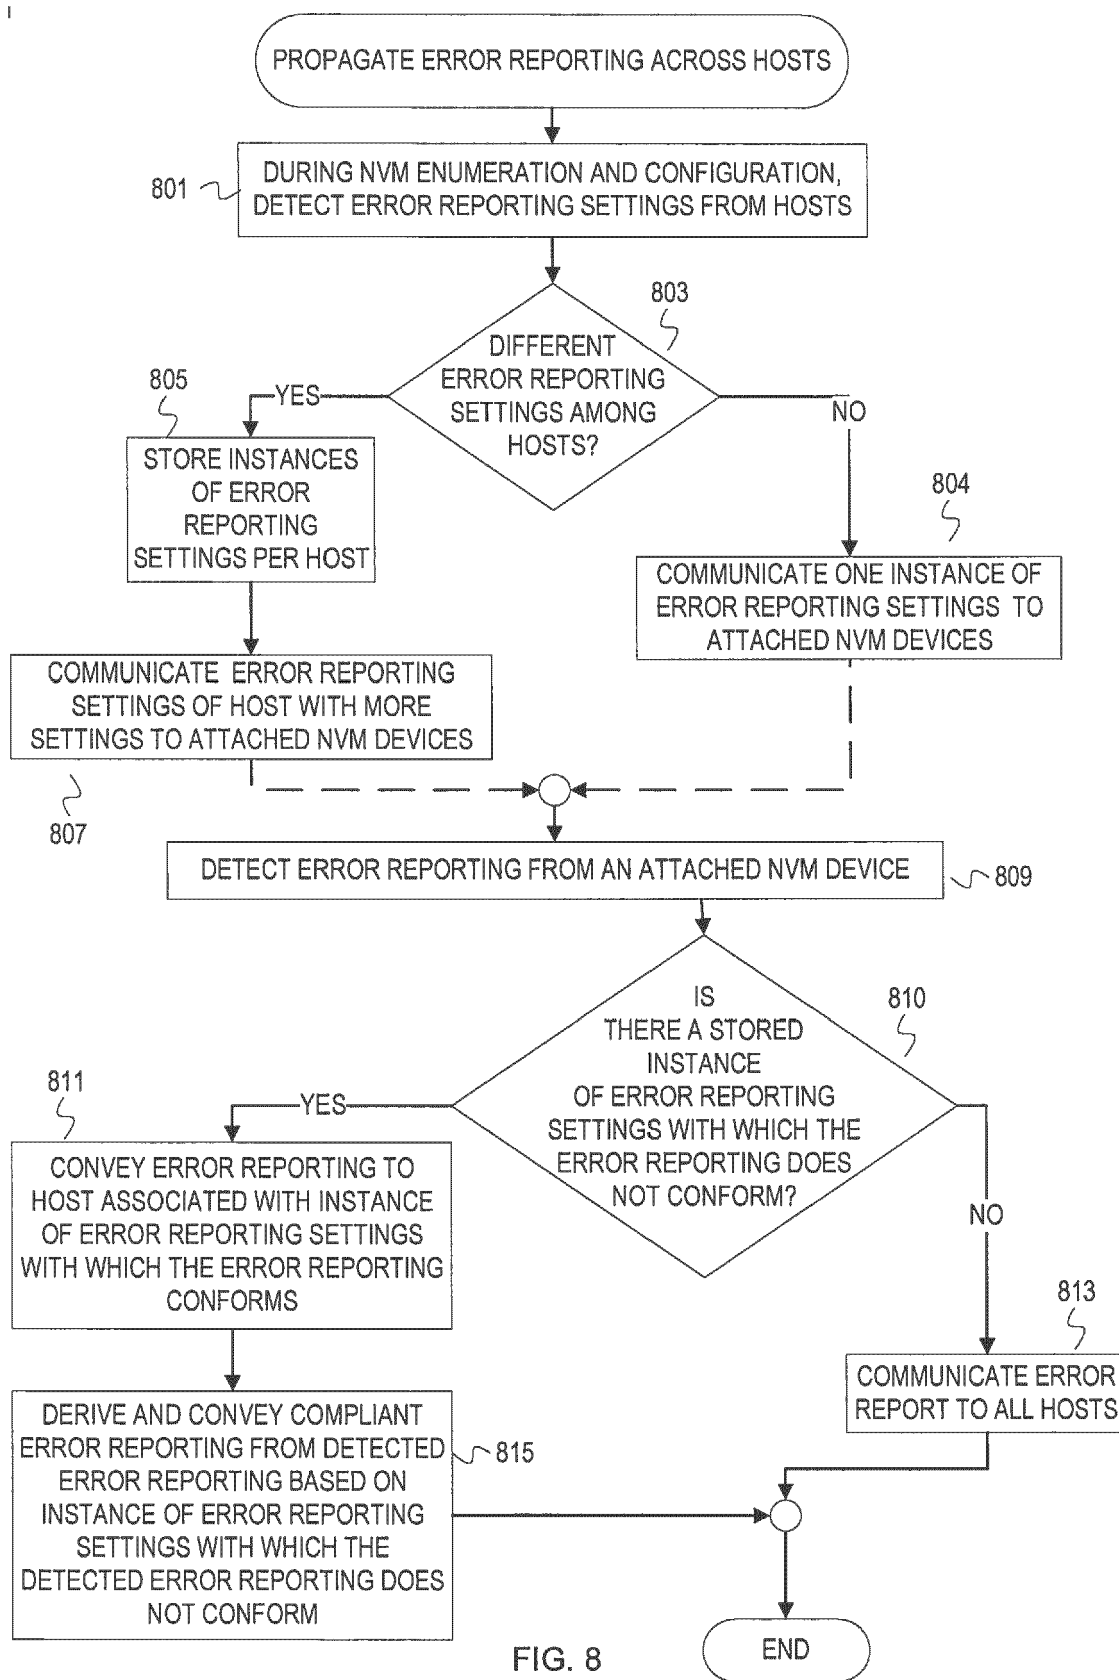 PROPAGATE ERROR REPORTING ACROSS HOSTS
801
DURING NVM ENUMERATION AND CONFIGURATION,
DETECT ERROR REPORTING SETTINGS FROM HOSTS
803
DIFFERENT
ERROR REPORTING
SETTINGS AMONG
HOSTS?
YES
NO
805
STORE INSTANCES
OF ERROR
REPORTING
SETTINGS PER HOST
804
COMMUNICATE ONE INSTANCE OF
ERROR REPORTING SETTINGS TO
ATTACHED NVM DEVICES
COMMUNICATE ERROR REPORTING
SETTINGS OF HOST WITH MORE
SETTINGS TO ATTACHED NVM DEVICES
807
DETECT ERROR REPORTING FROM AN ATTACHED NVM DEVICE
809
810
IS
THERE A STORED
INSTANCE
OF ERROR REPORTING
SETTINGS WITH WHICH THE
ERROR REPORTING DOES
NOT CONFORM?
YES
NO
811
CONVEY ERROR REPORTING TO
HOST ASSOCIATED WITH INSTANCE
OF ERROR REPORTING SETTINGS
WITH WHICH THE ERROR REPORTING
CONFORMS
813
COMMUNICATE ERROR
REPORT TO ALL HOSTS
DERIVE AND CONVEY COMPLIANT
ERROR REPORTING FROM DETECTED
ERROR REPORTING BASED ON
INSTANCE OF ERROR REPORTING
SETTINGS WITH WHICH THE
DETECTED ERROR REPORTING DOES
NOT CONFORM
815
END
FIG. 8